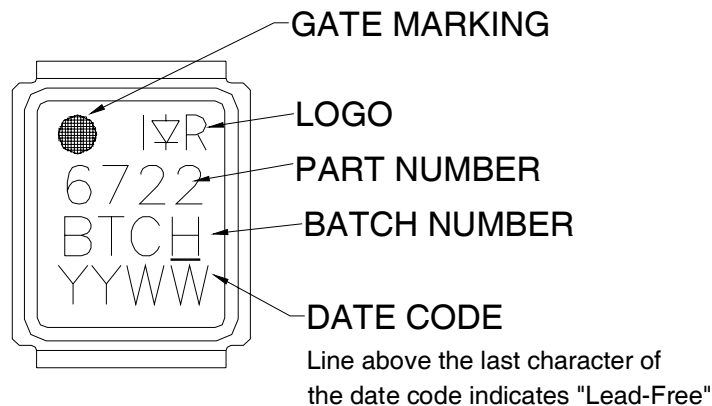 GATE MARKING
I R
LOGO
6722
PART NUMBER
BTCH
BATCH NUMBER
YYWW
DATE CODE
Line above the last character of
the date code indicates "Lead-Free"